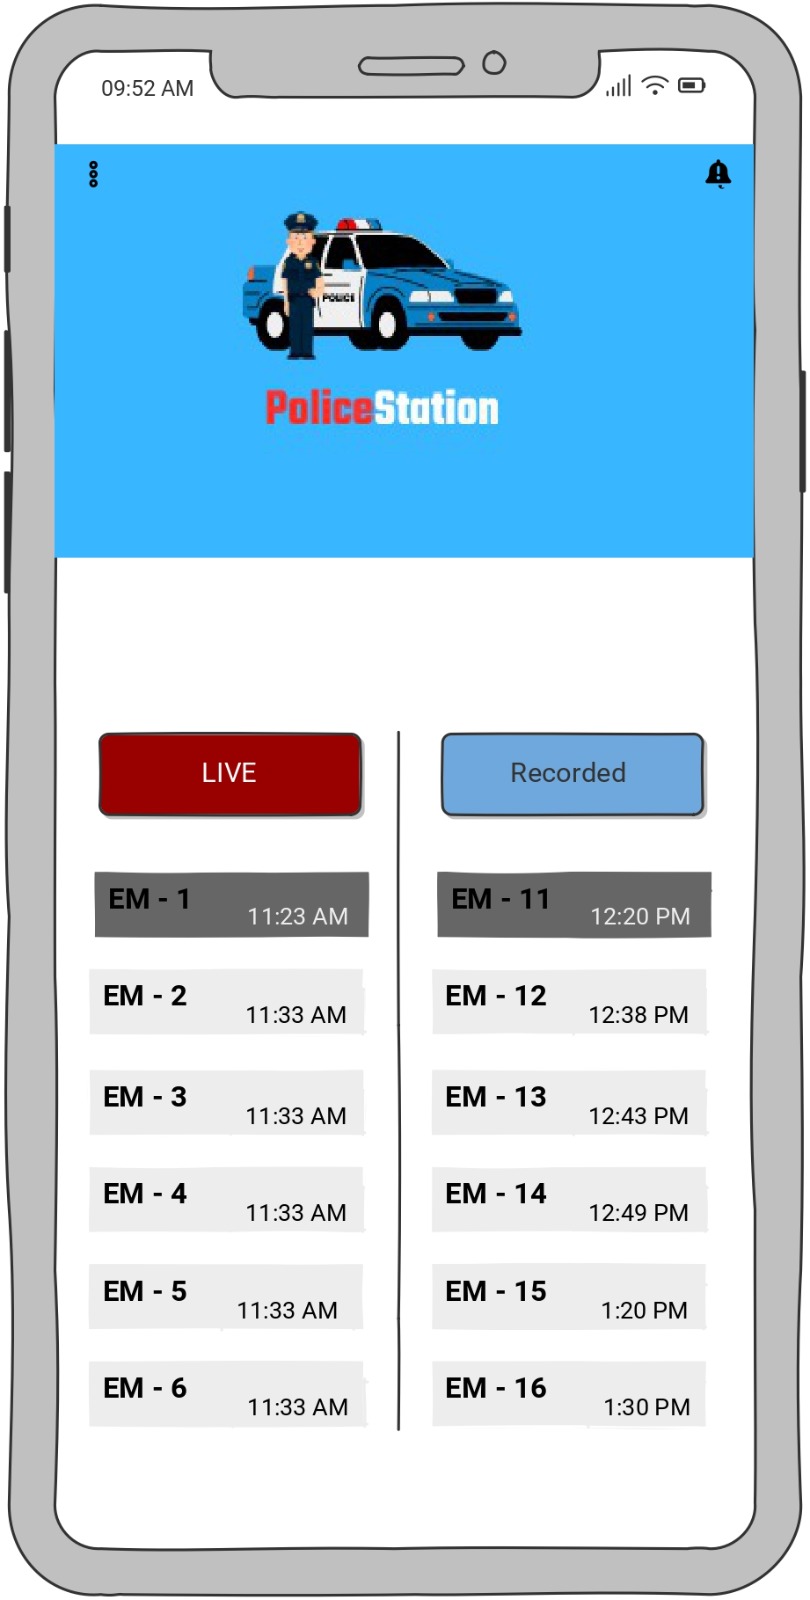 09:52 AM
POLICE
PoliceStation
LIVE
EM - 1
11:23 AM
EM - 2
11:33 AM
EM - 3
11:33 AM
EM - 4
11:33 AM
EM - 5
11:33 AM
EM - 6
11:33 AM
Recorded
EM - 11
12:20 PM
EM - 12
12:38 PM
EM - 13
12:43 PM
EM - 14
12:49 PM
EM - 15
1:20 PM
EM - 16
1:30 PM